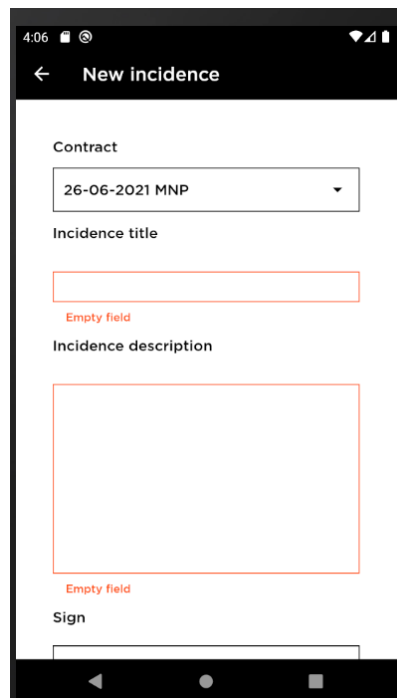 4:06
New incidence
Contract
26-06-2021 MNP
Incidence title
Empty field
Incidence description
Empty field
Sign